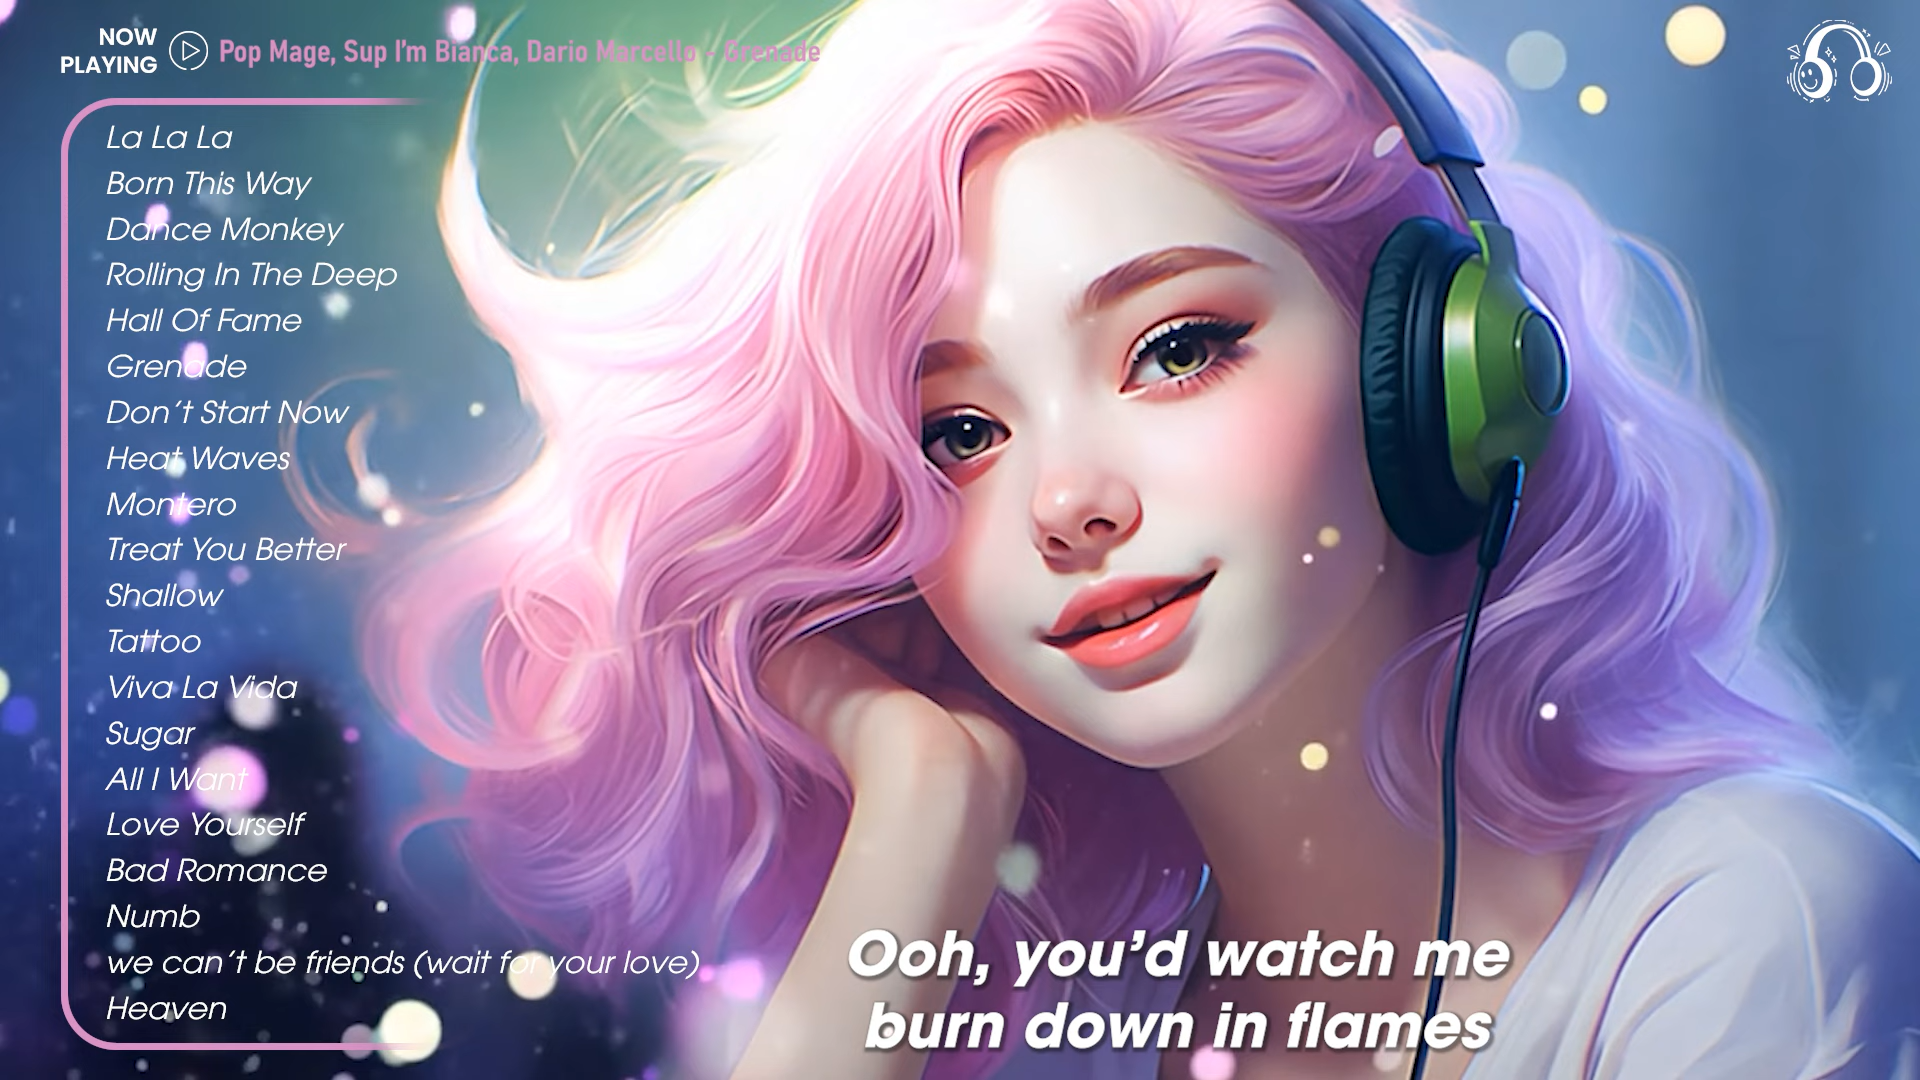 NOW
PLAYING
Pop Mage, Sup I'm Bianca, Dario Marcello - Grenade
La La La
Born This Way
Dance Monkey
Rolling In The Deep
Hall Of Fame
Grenade
Don't Start Now
Heat Waves
Montero
Treat You Better
Shallow
Tattoo
Viva La Vida
Sugar
All I Want
Love Yourself
Bad Romance
Numb
we can't be friends (wait for your love)
Heaven
Ooh, you'd watch me
burn down in flames